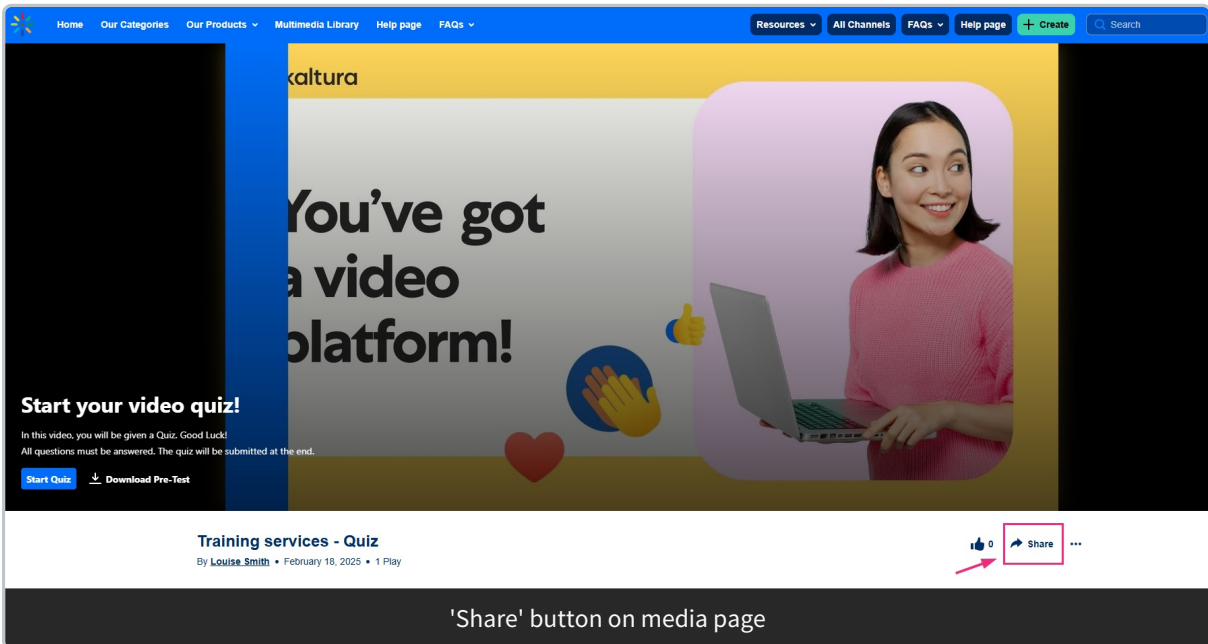 Home Our Categories Our Products Multimedia Library Help page FAQs Resources All Channels FAQs Help page + Create Search
kaltura
You've got
a video
platform!
Start your video quiz!
In this video, you will be given a Quiz. Good Luck!
All questions must be answered. The quiz will be submitted at the end.
Start Quiz Download Pre-Test
Training services - Quiz
0 Share ...
By Louise Smith • February 18, 2025 • 1 Play
'Share' button on media page